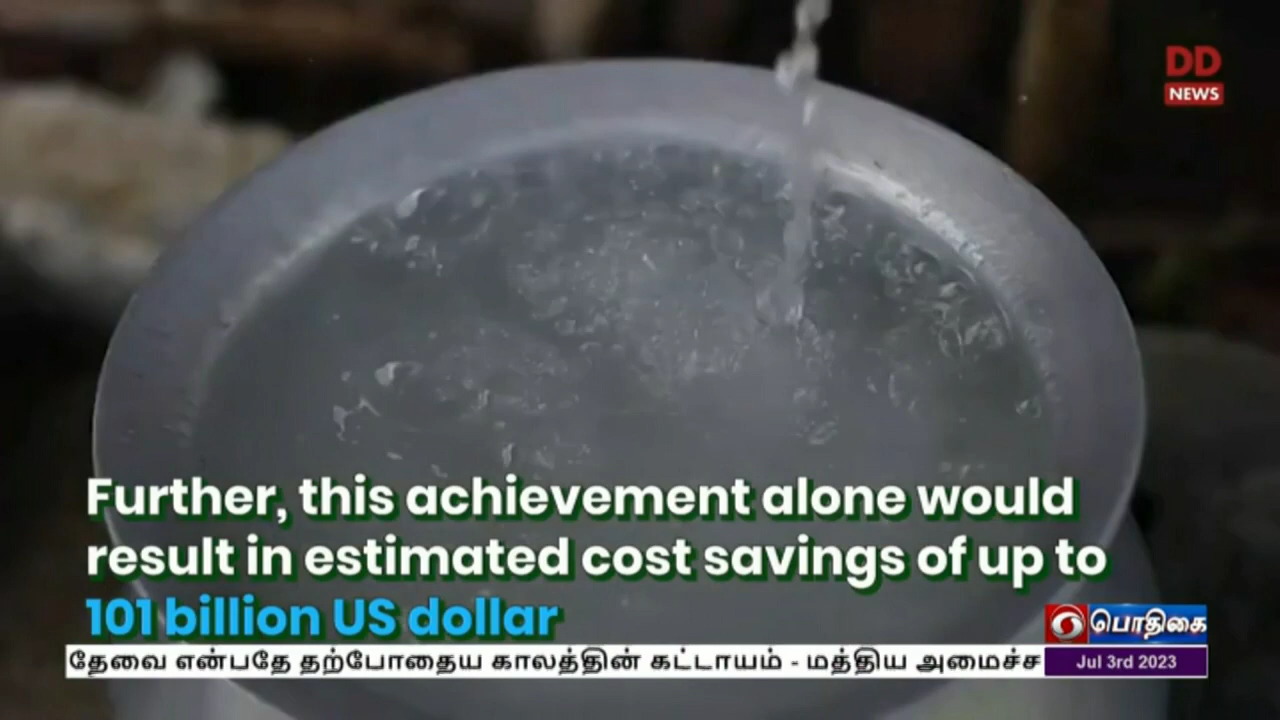 DD
NEWS
Further, this achievement alone would
result in estimated cost savings of up to
101 billion US dollar
பொதிகை
தேவை என்பதே தற்போதைய காலத்தின் கட்டாயம் - மத்திய அமைச்ச
Jul 3rd 2023